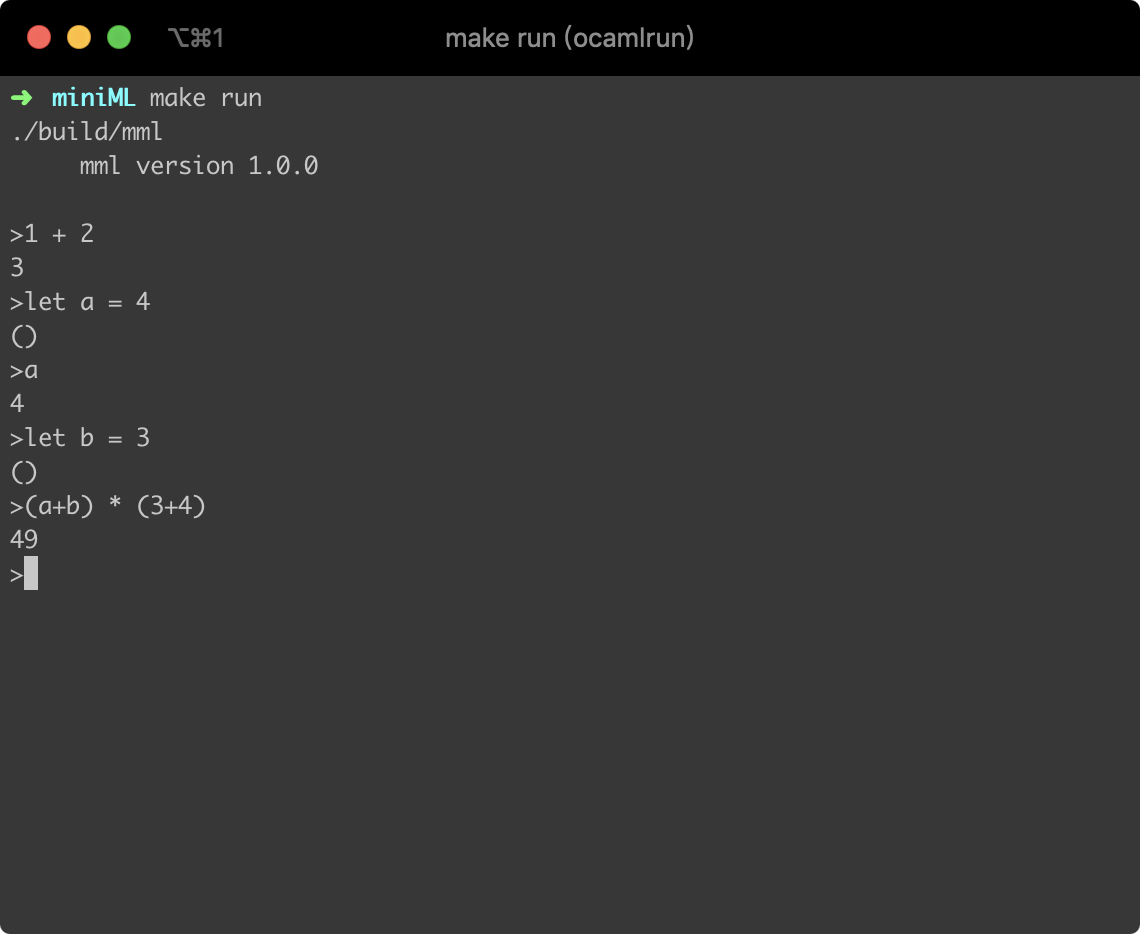 ⌥⌘1 make run (ocamlrun)
➜ miniML make run
./build/mml
     mml version 1.0.0
>1 + 2
3
>let a = 4
()
>a
4
>let b = 3
()
>(a+b) * (3+4)
49
>